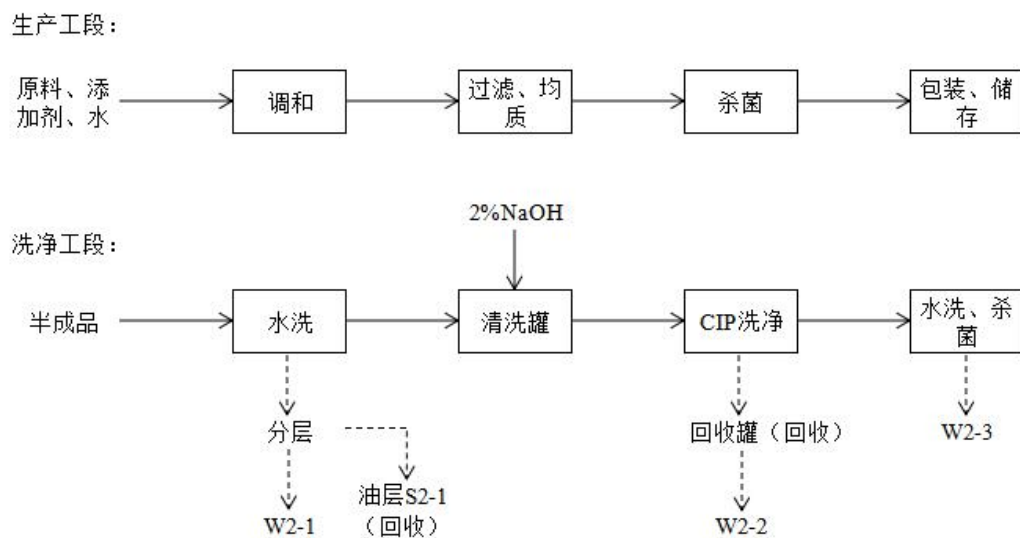 生产工段：
原料、添
加剂、水
调和
过滤、均
质
杀菌
包装、储
存
2%NaOH
洗净工段：
半成品
水洗
清洗罐
CIP洗净
水洗、杀
菌
分层
回收罐（回收）
W2-3
油层S2-1
（回收）
W2-1
W2-2